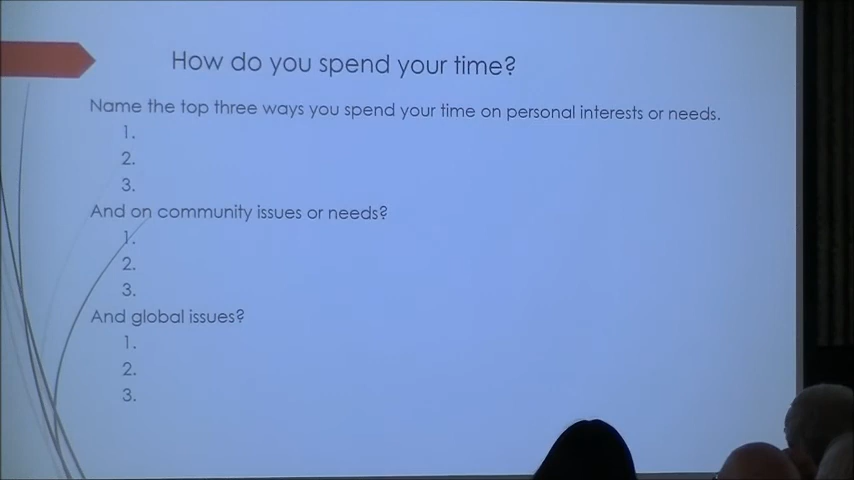 How do you spend your time?
Name the top three ways you spend your time on personal interests or needs.
1.
2.
3.
And on community issues or needs?
1.
2.
3.
And global issues?
1.
2.
3.